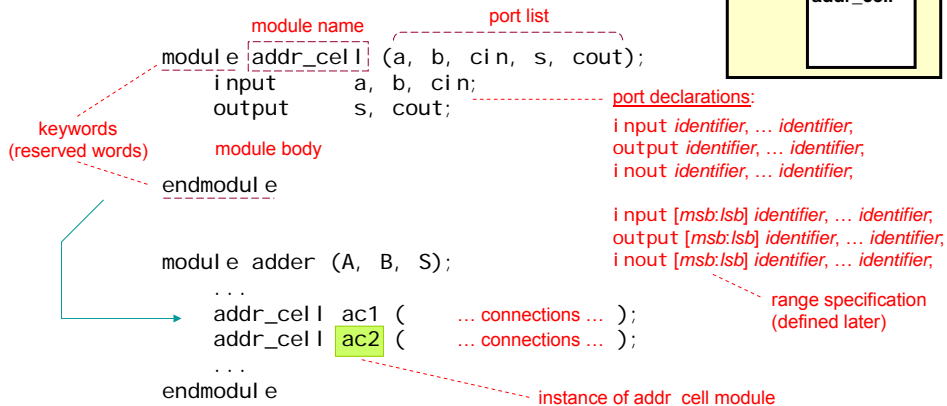 module name
port list
addr_cell
module addr_cell (a, b, cin, s, cout);
input a, b, cin;
output s, cout;
port declarations:
keywords
(reserved words)
input identifier, … identifier;
output identifier, … identifier;
inout identifier, … identifier;
module body
endmodule
input [msb:lsb] identifier, … identifier;
output [msb:lsb] identifier, … identifier;
inout [msb:lsb] identifier, … identifier;
module adder (A, B, S);
...
range specification
(defined later)
addr_cell ac1 ( … connections … );
addr_cell ac2 ( … connections … );
...
endmodule
instance of addr_cell module